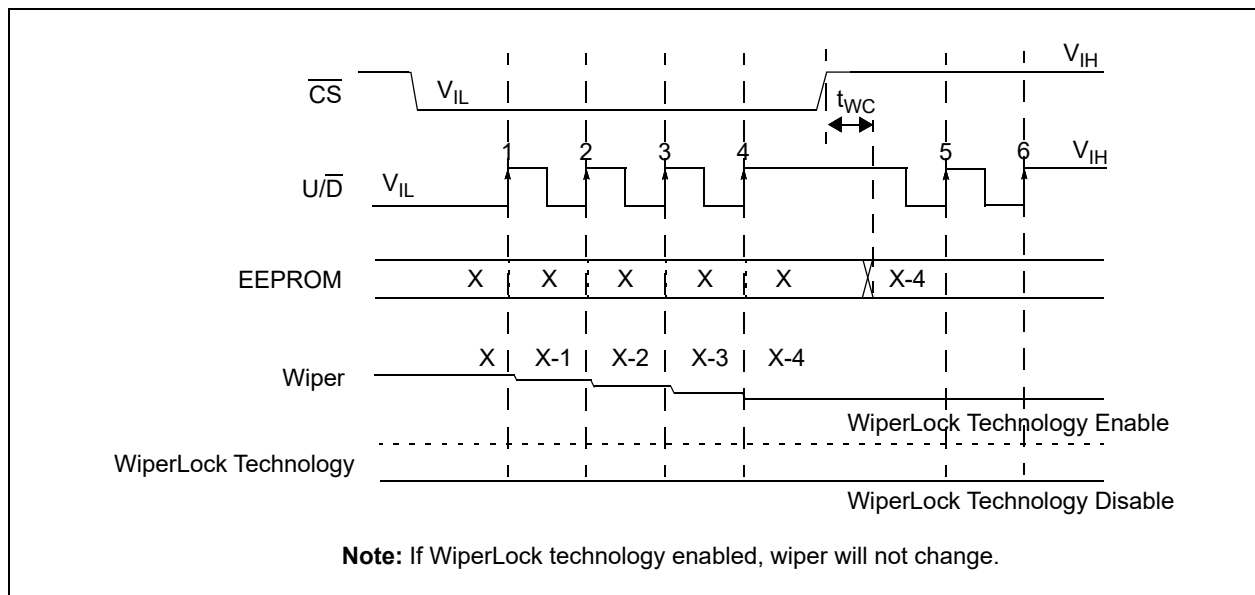 V_IH
C̅S̅
V_IL
t_WC
1 2 3 4 5 6
V_IH
U/D̅
V_IL
EEPROM X X X X X X-4
X X-1 X-2 X-3 X-4
Wiper
WiperLock Technology Enable
WiperLock Technology
WiperLock Technology Disable
Note: If WiperLock technology enabled, wiper will not change.